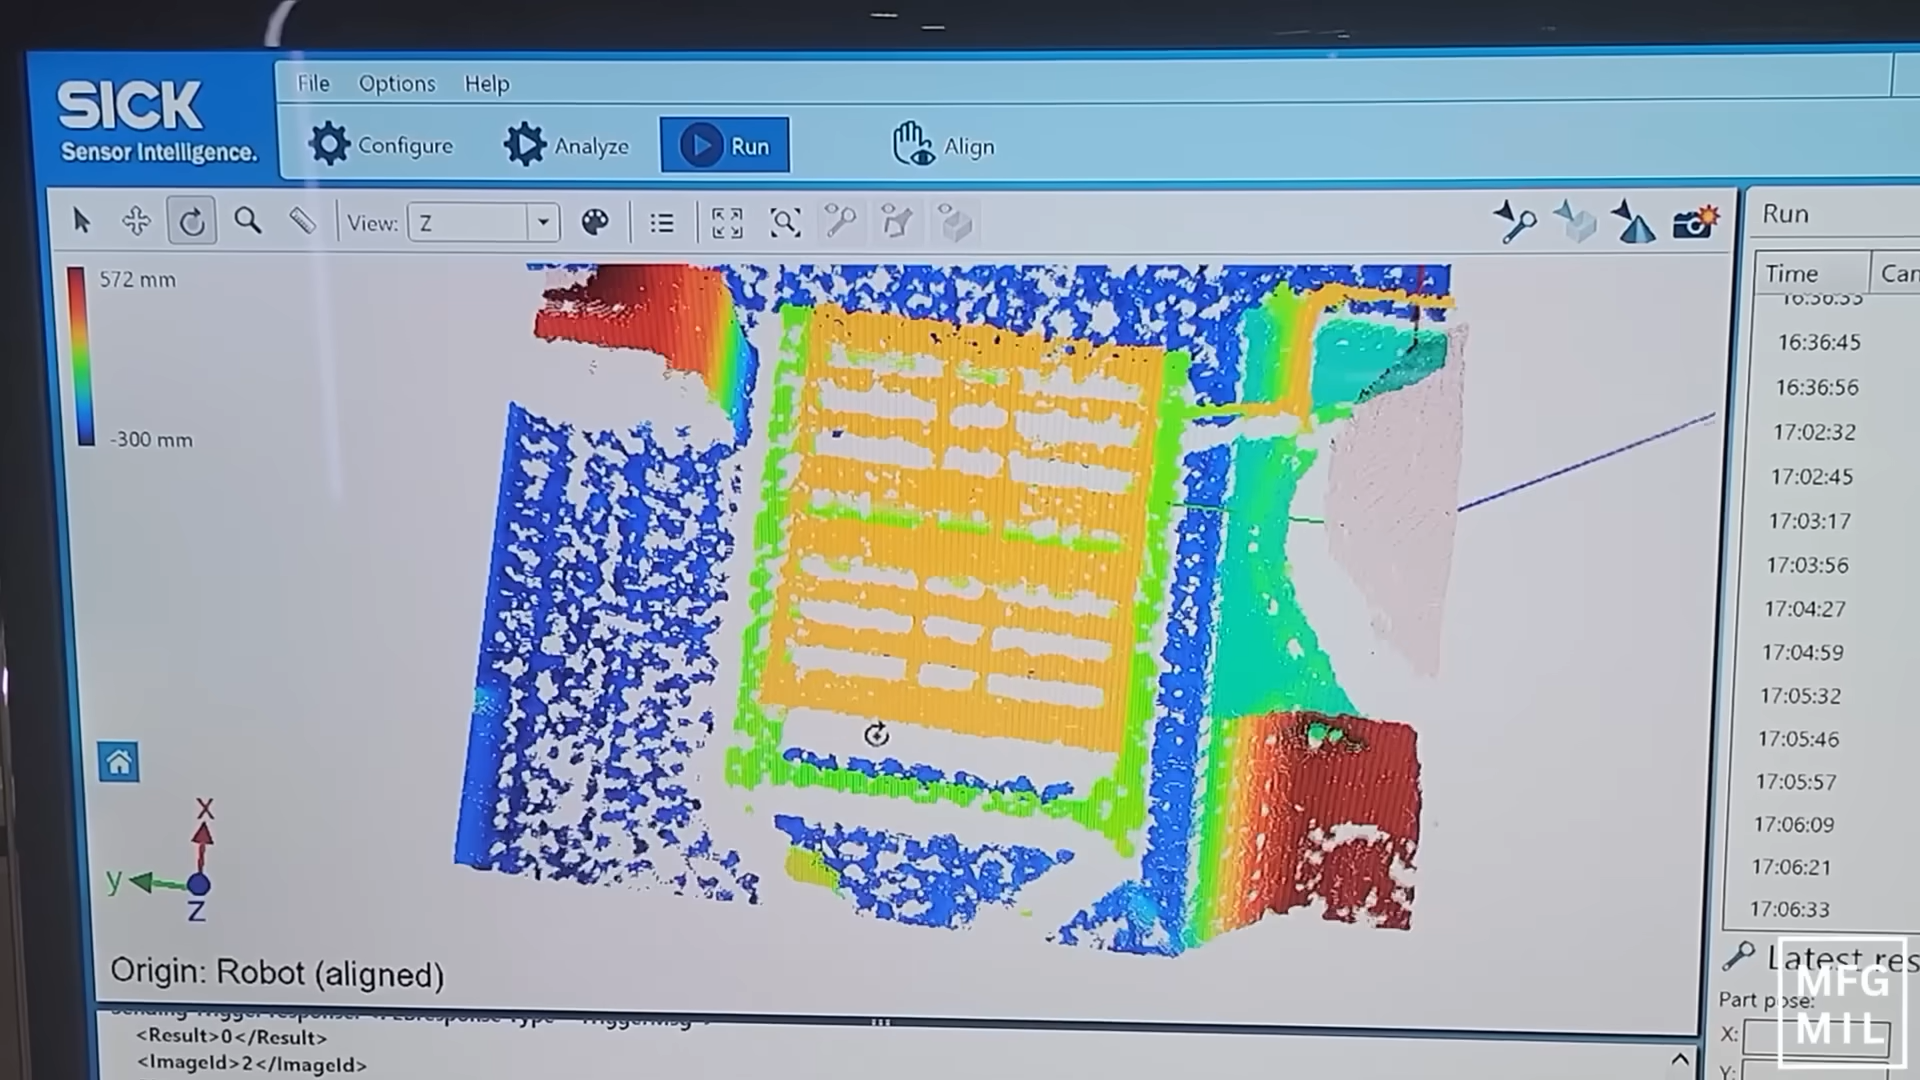 SICK
Sensor Intelligence.
File Options Help
Configure Analyze Run Align
View: Z
Run
572 mm
-300 mm
Time
16:36:45
16:36:56
17:02:32
17:02:45
17:03:17
17:03:56
17:04:27
17:04:59
17:05:32
17:05:46
17:05:57
17:06:09
17:06:21
17:06:33
X
y
Z
Origin: Robot (aligned)
Latest
Part pose:
X:
Y:
<Result>0</Result>
<ImageId>2</ImageId>
MFG
MIL